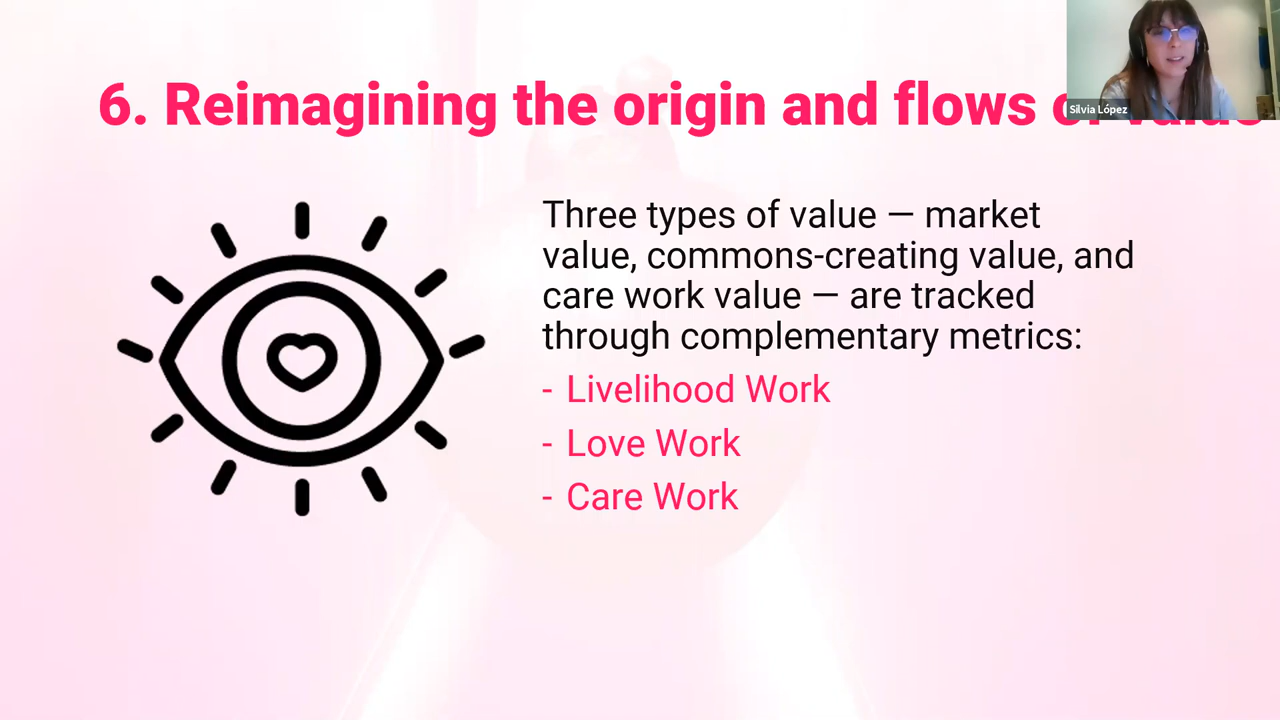 6. Reimagining the origin and flows
Silvia López
Three types of value — market
value, commons-creating value, and
care work value — are tracked
through complementary metrics:
- Livelihood Work
- Love Work
- Care Work